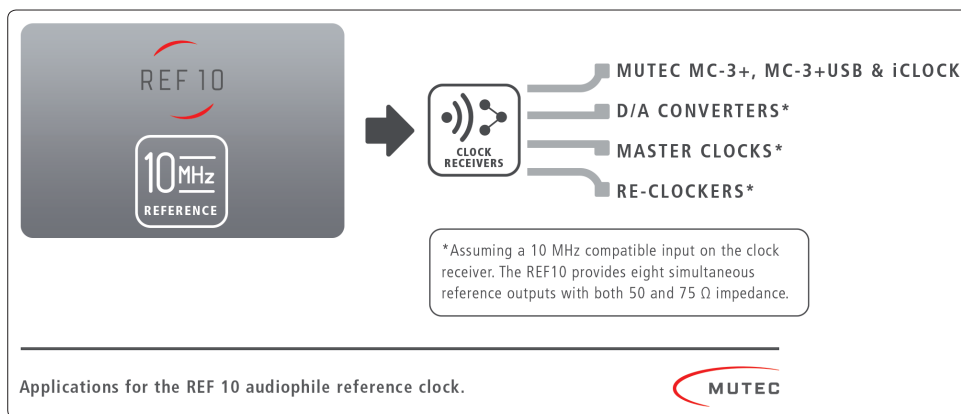 REF 10
10 MHz
REFERENCE
CLOCK
RECEIVERS
MUTEC MC-3+, MC-3+USB & iCLOCK
D/A CONVERTERS*
MASTER CLOCKS*
RE-CLOCKERS*
*Assuming a 10 MHz compatible input on the clock
receiver. The REF10 provides eight simultaneous
reference outputs with both 50 and 75 Ω impedance.
Applications for the REF 10 audiophile reference clock.
MUTEC